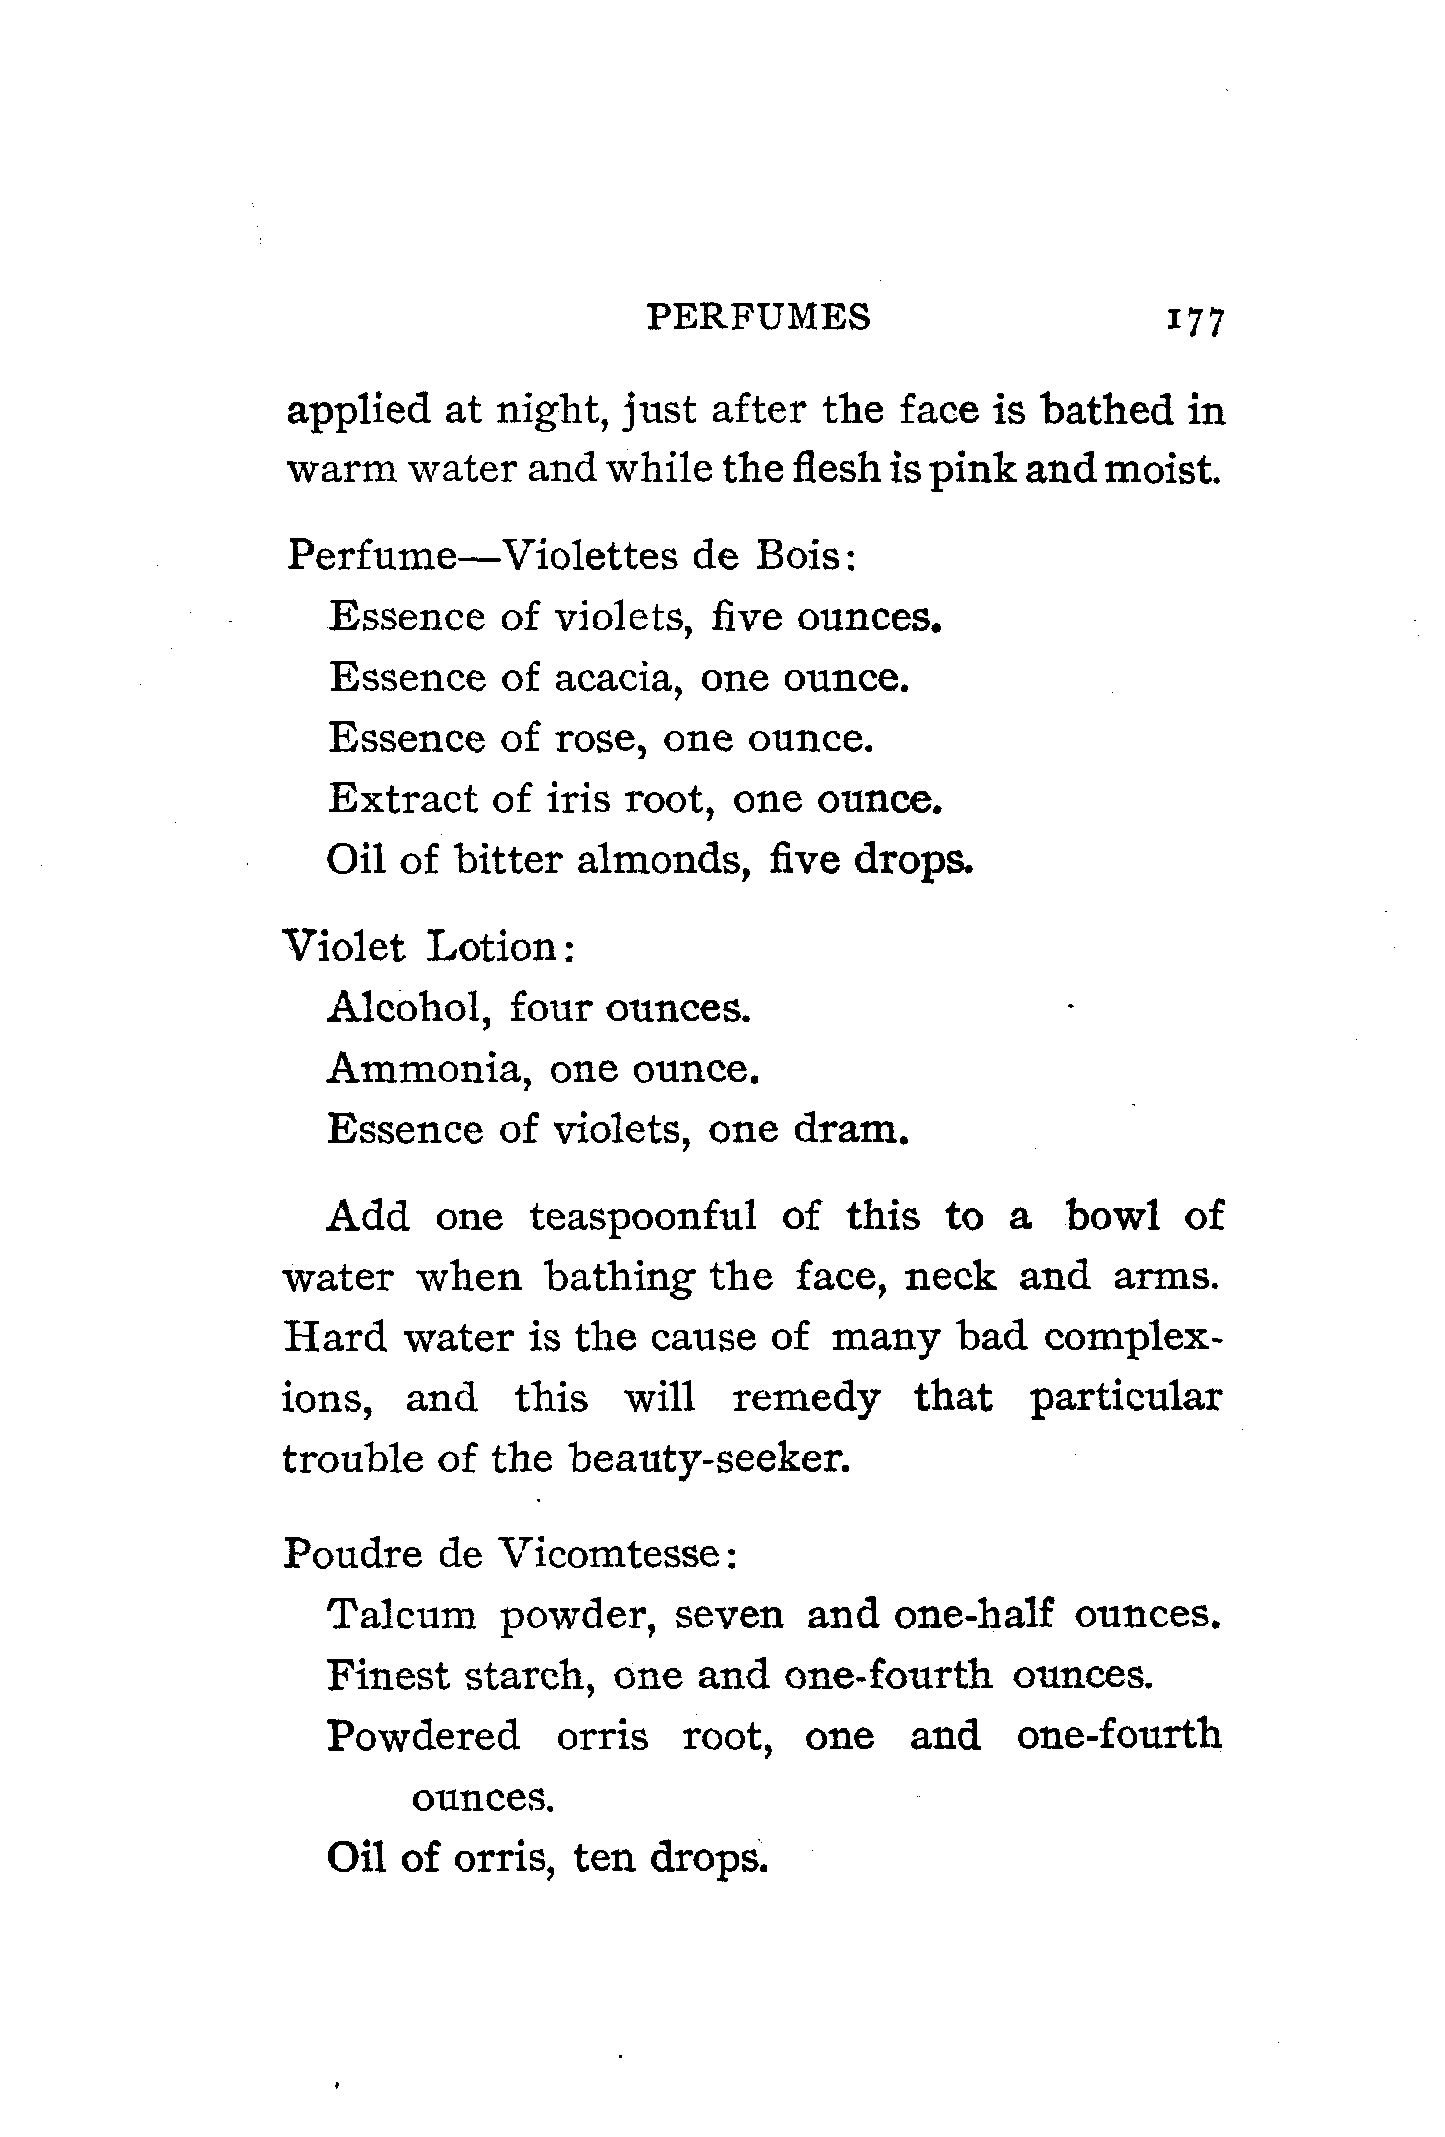 PERFUMES 177
applied at night, just after the face is bathed in
warm water and while the flesh is pink and moist.
Perfume—Violettes de Bois:
Essence of violets, five ounces.
Essence of acacia, one ounce.
Essence of rose, one ounce.
Extract of iris root, one ounce.
Oil of bitter almonds, five drops.
Violet Lotion:
Alcohol, four ounces.
Ammonia, one ounce.
Essence of violets, one dram.
Add one teaspoonful of this to a bowl of
water when bathing the face, neck and arms.
Hard water is the cause of many bad complex-
ions, and this will remedy that particular
trouble of the beauty-seeker.
Poudre de Vicomtesse:
Talcum powder, seven and one-half ounces.
Finest starch, one and one-fourth ounces.
Powdered orris root, one and one-fourth
ounces.
Oil of orris, ten drops.